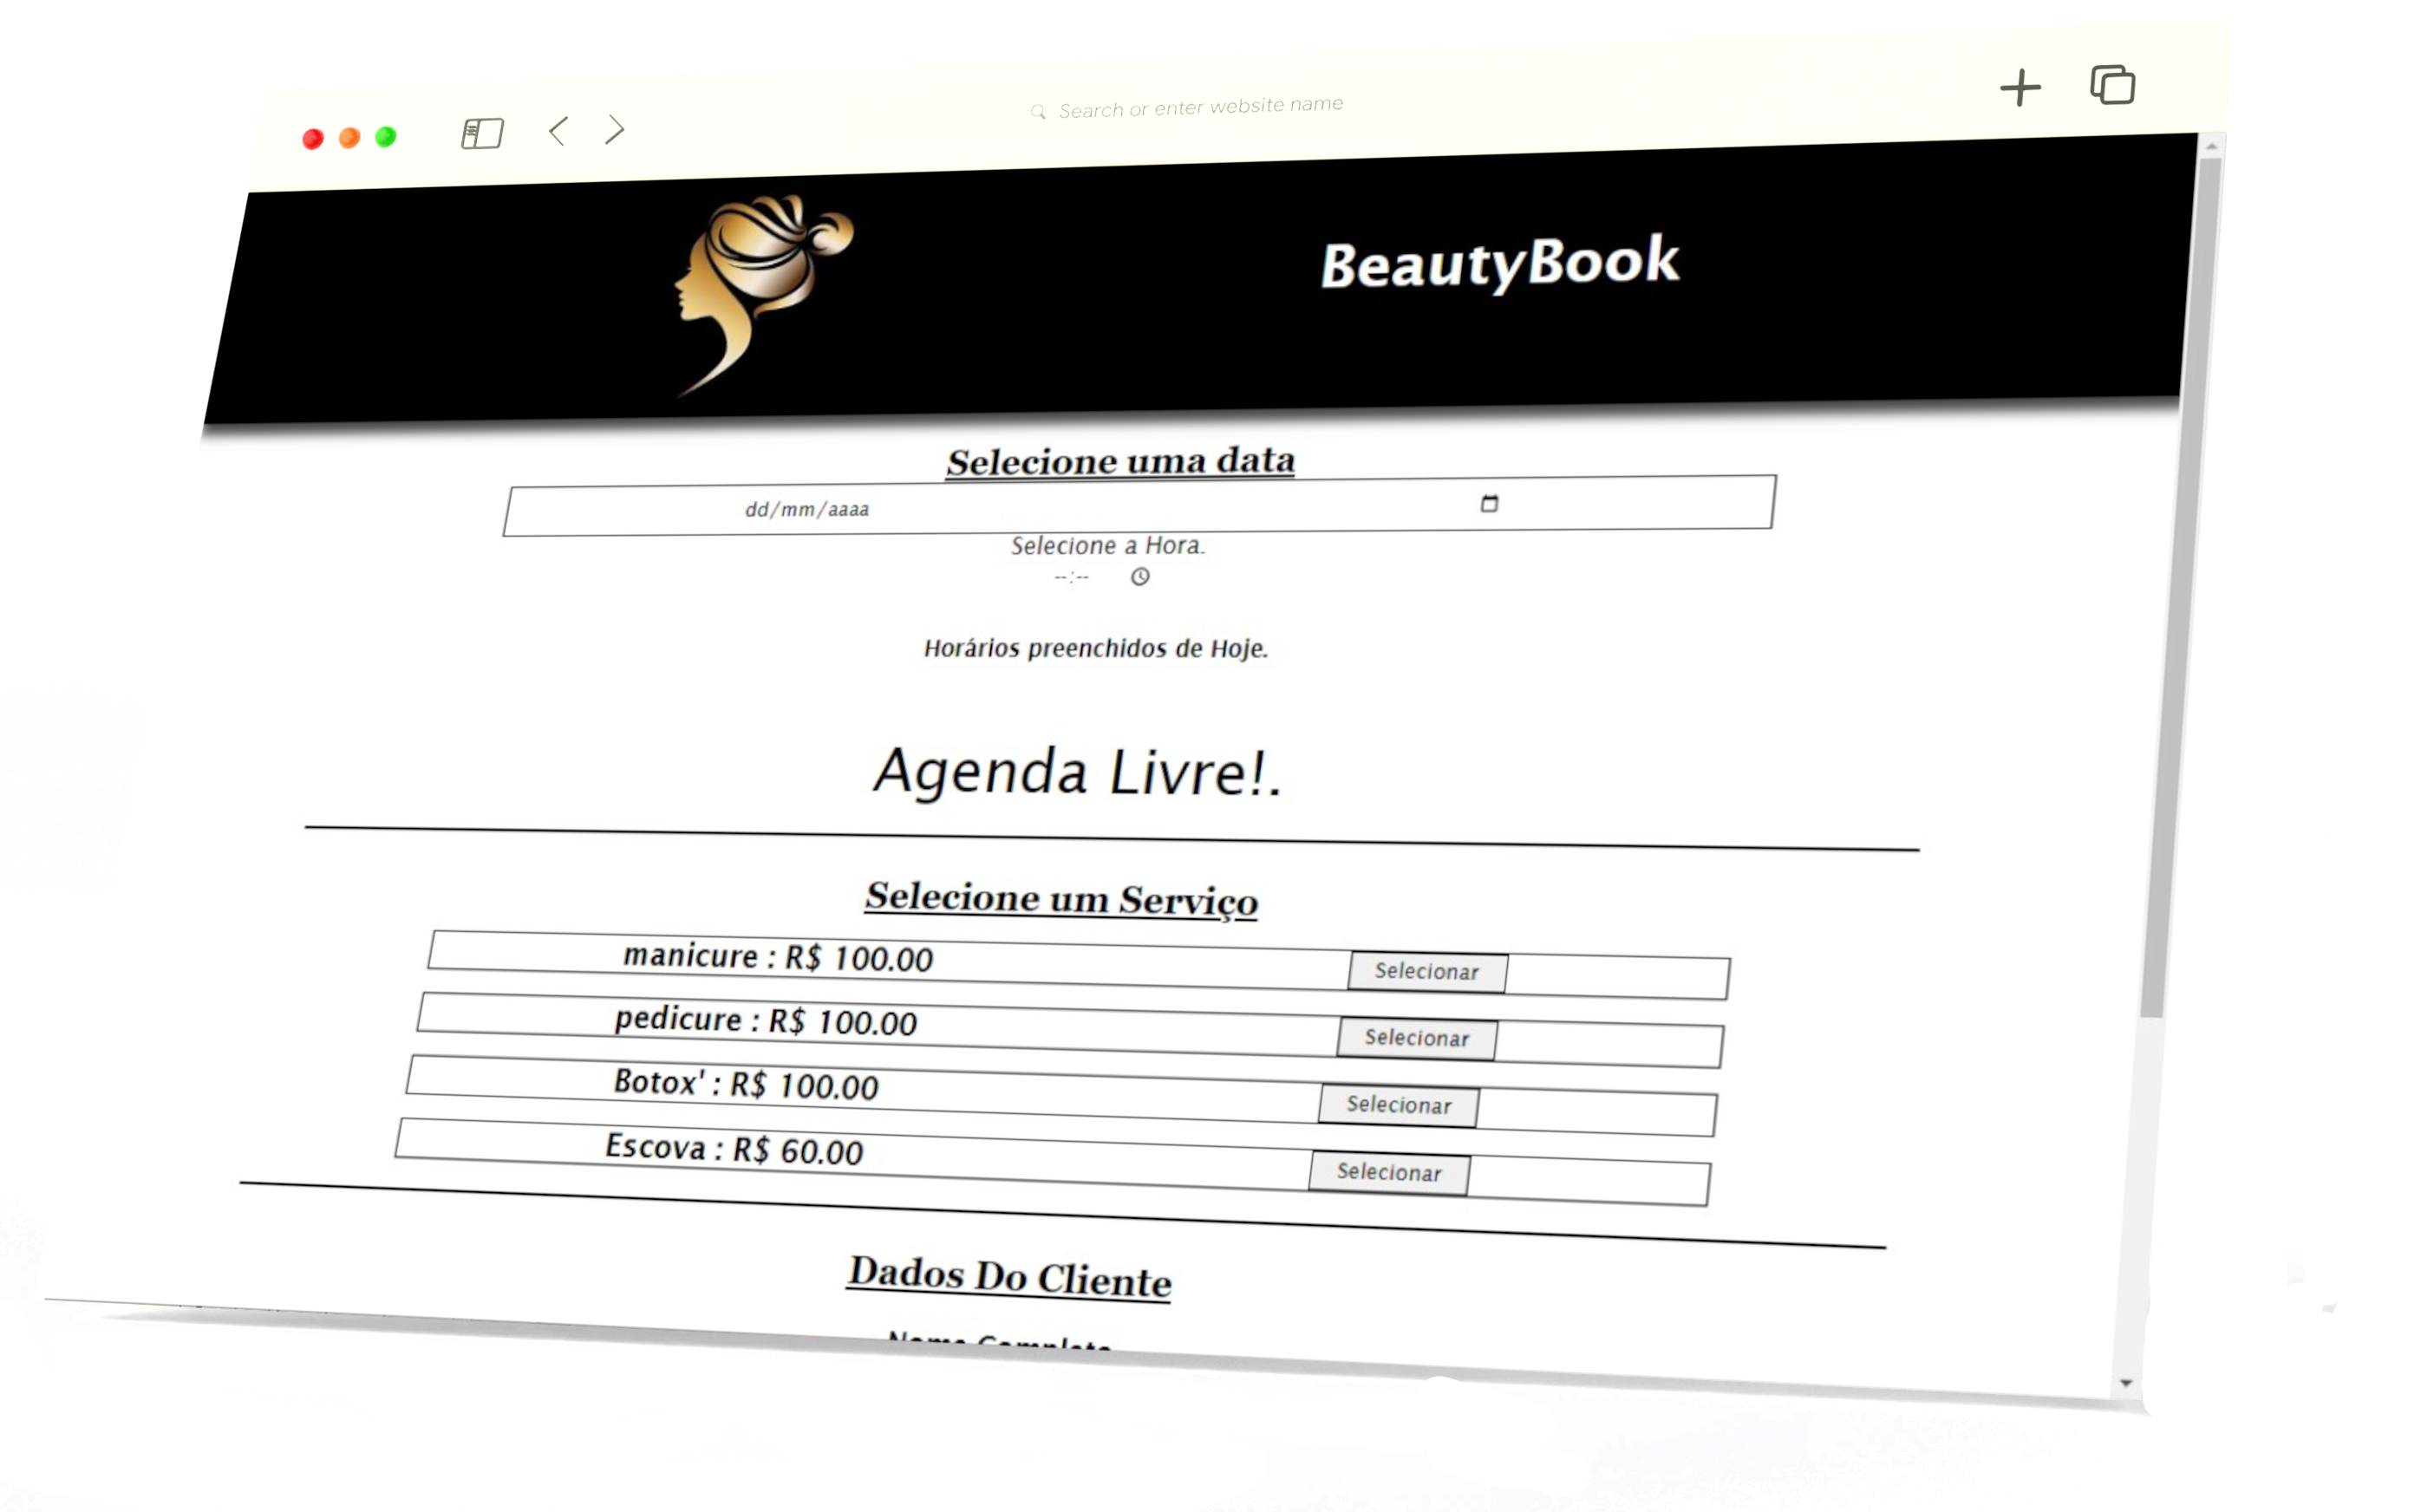 Search or enter website name
BeautyBook
Selecione uma data
dd/mm/aaaa
Selecione a Hora.
--:--
Horários preenchidos de Hoje.
Agenda Livre!.
Selecione um Serviço
manicure : R$ 100.00 Selecionar
pedicure : R$ 100.00 Selecionar
Botox' : R$ 100.00 Selecionar
Escova : R$ 60.00 Selecionar
Dados Do Cliente
Nome Completo